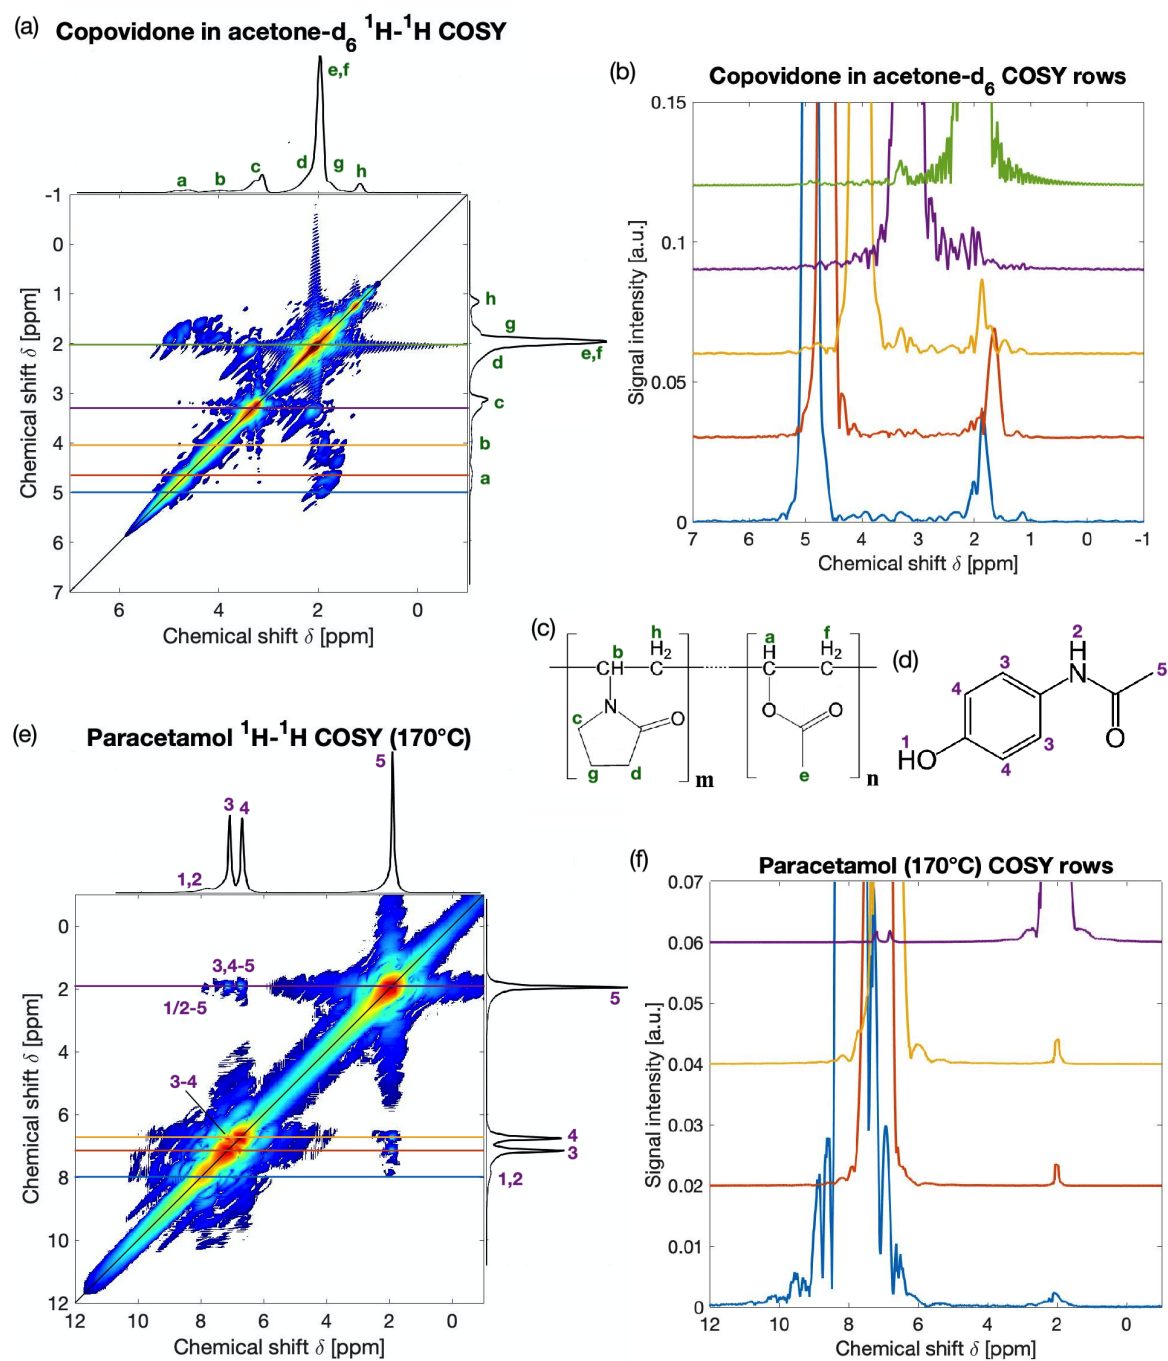 (a) Copovidone in acetone-d6 1H-1H COSY
e,f
a b c d g h
-1
0
1
2
3
4
5
6
7
6 4 2 0
Chemical shift δ [ppm]
Chemical shift δ [ppm]
h
g
e,f
d
c
b
a
(b) Copovidone in acetone-d6 COSY rows
0.15
0.1
0.05
0
7 6 5 4 3 2 1 0 -1
Signal intensity [a.u.]
Chemical shift δ [ppm]
(c)
h
b H2
CH C
N O
c
g d
m
a f
H H2
C C
O O
e
n
(d)
2
H
N
3 5
4
O
1
HO
3
4
(e) Paracetamol 1H-1H COSY (170°C)
5
3 4
1,2
0
2
4
6
8
10
12
12 10 8 6 4 2 0
Chemical shift δ [ppm]
Chemical shift δ [ppm]
3,4-5
1/2-5
3-4
5
4
3
1,2
(f) Paracetamol (170°C) COSY rows
0.07
0.06
0.05
0.04
0.03
0.02
0.01
0
12 10 8 6 4 2 0
Signal intensity [a.u.]
Chemical shift δ [ppm]